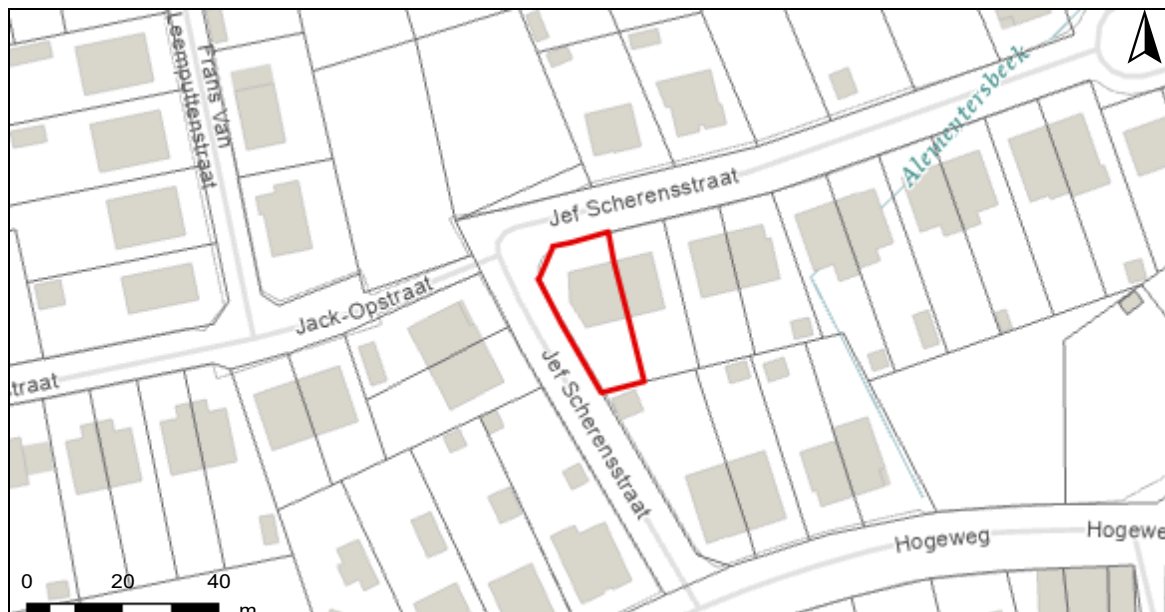 Leemputtenstraat
Frans Van
Alemeutersbeek
Jef Scherensstraat
Jack-Opstraat
straat
Jef-Scherensstraat
Hogeweg
Hogewe
0 20 40
m